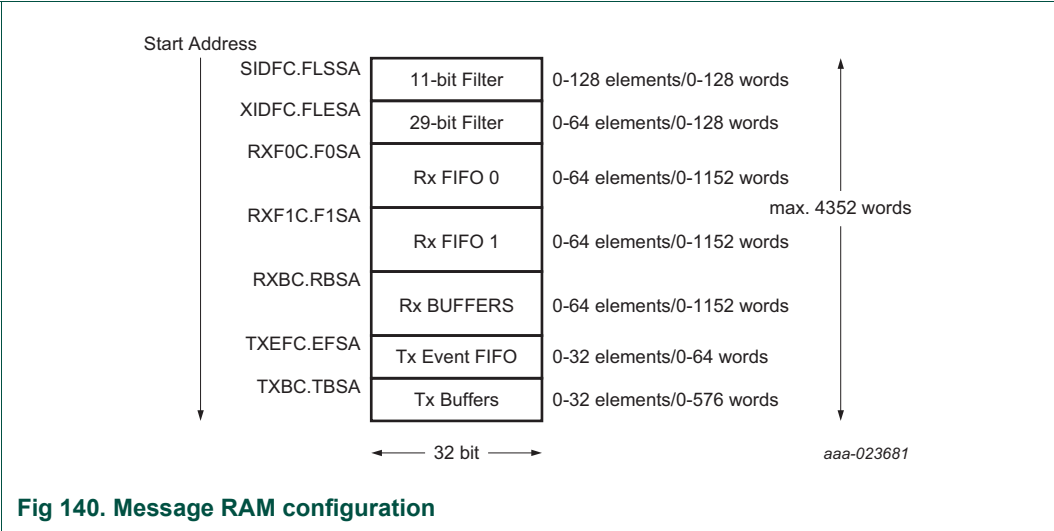 Start Address
SIDFC.FLSSA
11-bit Filter
0-128 elements/0-128 words
XIDFC.FLESA
29-bit Filter
0-64 elements/0-128 words
RXF0C.F0SA
Rx FIFO 0
0-64 elements/0-1152 words
max. 4352 words
RXF1C.F1SA
Rx FIFO 1
0-64 elements/0-1152 words
RXBC.RBSA
Rx BUFFERS
0-64 elements/0-1152 words
TXEFC.EFSA
Tx Event FIFO
0-32 elements/0-64 words
TXBC.TBSA
Tx Buffers
0-32 elements/0-576 words
32 bit
aaa-023681
Fig 140. Message RAM configuration